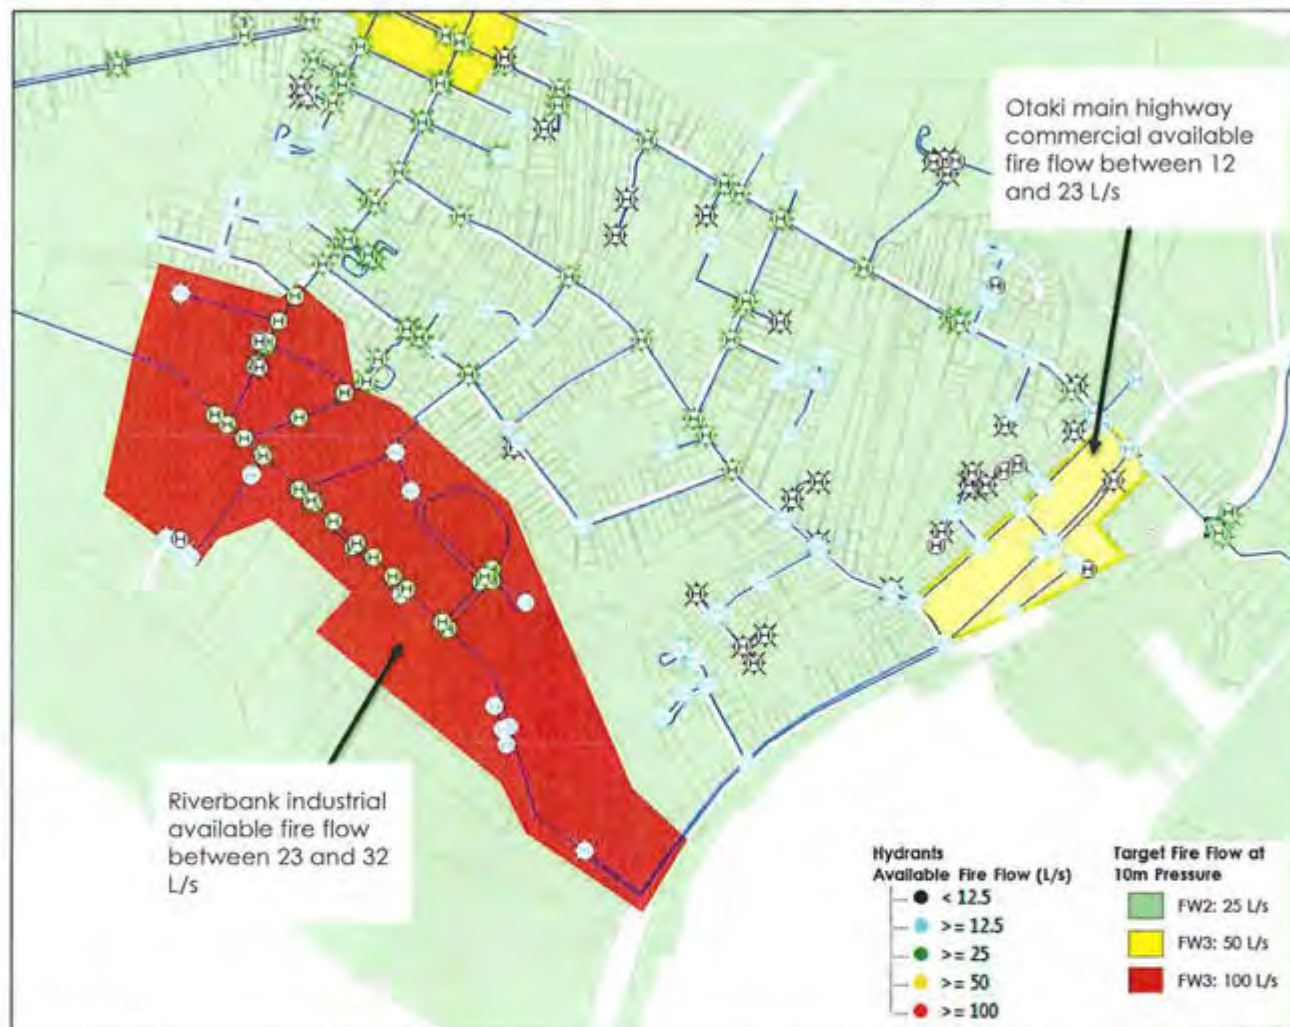 Otaki main highway
commercial available
fire flow between 12
and 23 L/s
Riverbank industrial
available fire flow
between 23 and 32
L/s
Hydrants
Available Fire Flow (L/s)
< 12.5
>= 12.5
>= 25
>= 50
>= 100
Target Fire Flow at
10m Pressure
FW2: 25 L/s
FW3: 50 L/s
FW3: 100 L/s